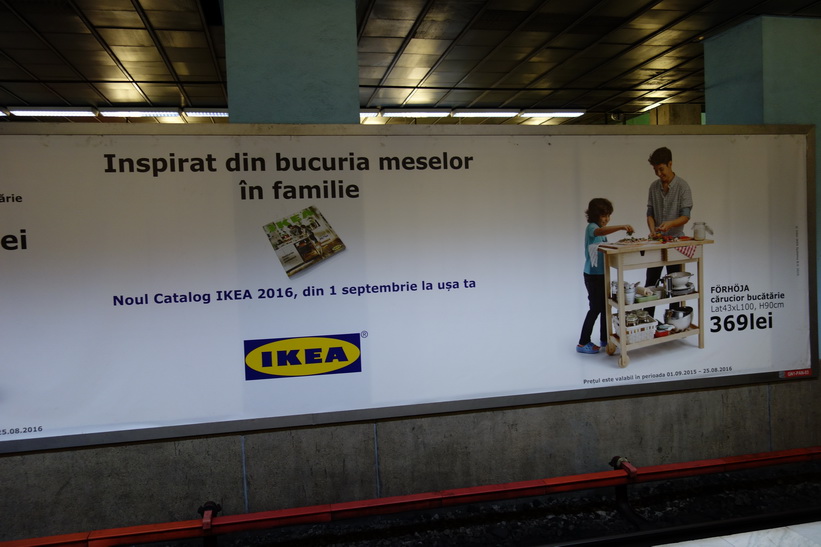 ărie
ei
25.08.2016
Inspirat din bucuria meselor
în familie
Noul Catalog IKEA 2016, din 1 septembrie la ușa ta
IKEA®
FÖRHÖJA
cărucior bucătărie
Lat43xL100, H90cm
369lei
Prețul este valabil în perioada 01.09.2015 – 25.08.2016